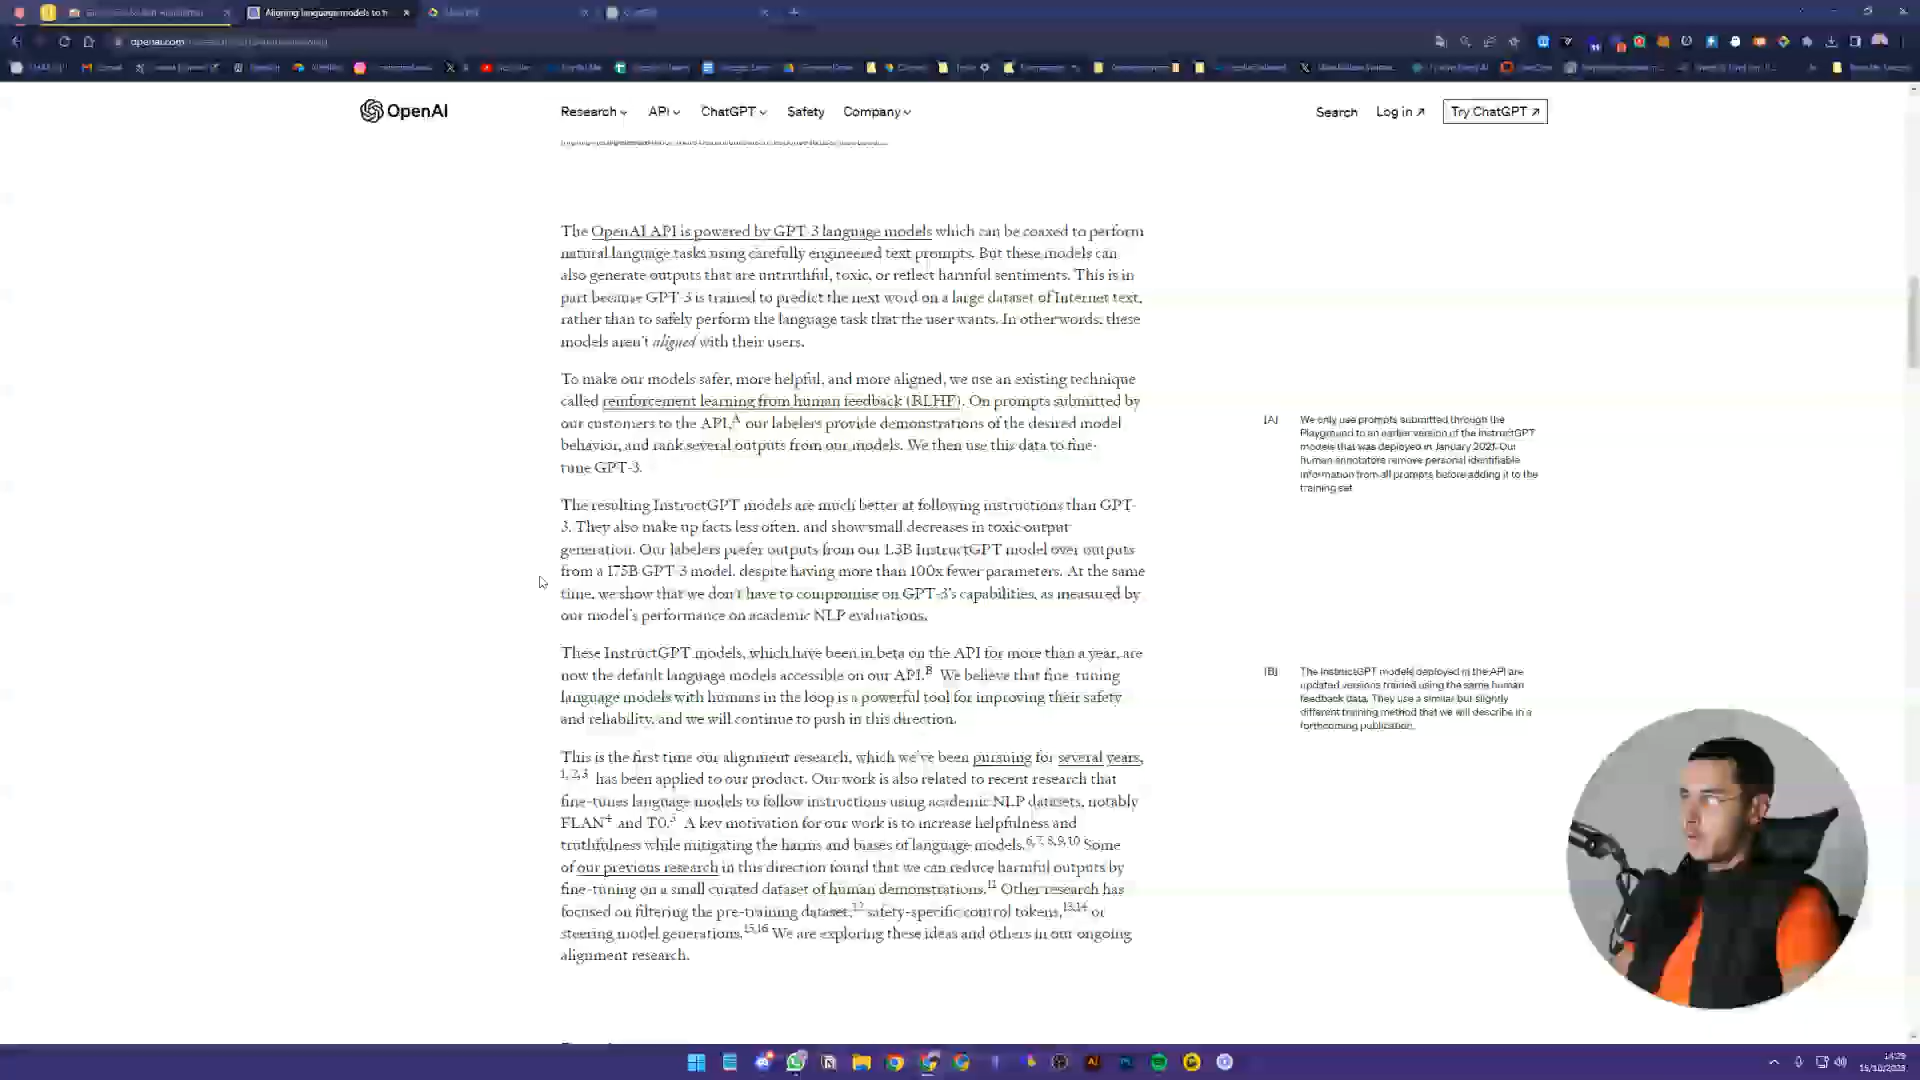 Aligning language models to f
openai.com
OpenAI
Research
API
ChatGPT
Safety
Company
Search
Log in ↗
Try ChatGPT ↗
The OpenAI API is powered by GPT-3 language models which can be coaxed to perform
natural language tasks using carefully engineered text prompts. But these models can
also generate outputs that are untruthful, toxic, or reflect harmful sentiments. This is in
part because GPT-3 is trained to predict the next word on a large dataset of Internet text,
rather than to safely perform the language task that the user wants. In other words, these
models aren't aligned with their users.
To make our models safer, more helpful, and more aligned, we use an existing technique
called reinforcement learning from human feedback (RLHF). On prompts submitted by
our customers to the API,A our labelers provide demonstrations of the desired model
behavior, and rank several outputs from our models. We then use this data to fine-
tune GPT-3.
[A] We only use prompts submitted through the
Playground to an earlier version of the InstructGPT
models that was deployed in January 2021. Our
human annotators remove personal identifiable
information from all prompts before adding it to the
training set.
The resulting InstructGPT models are much better at following instructions than GPT-
3. They also make up facts less often, and show small decreases in toxic output
generation. Our labelers prefer outputs from our 1.3B InstructGPT model over outputs
from a 175B GPT-3 model, despite having more than 100x fewer parameters. At the same
time, we show that we don't have to compromise on GPT-3's capabilities, as measured by
our model's performance on academic NLP evaluations.
These InstructGPT models, which have been in beta on the API for more than a year, are
now the default language models accessible on our API.B We believe that fine-tuning
language models with humans in the loop is a powerful tool for improving their safety
and reliability, and we will continue to push in this direction.
[B] The InstructGPT models deployed in the API are
updated versions trained using the same human
feedback data. They use a similar but slightly
different training method that we will describe in a
forthcoming publication.
This is the first time our alignment research, which we've been pursuing for several years,
1, 2, 3 has been applied to our product. Our work is also related to recent research that
fine-tunes language models to follow instructions using academic NLP datasets, notably
FLAN4 and T0.5 A key motivation for our work is to increase helpfulness and
truthfulness while mitigating the harms and biases of language models.6, 7, 8, 9, 10 Some
of our previous research in this direction found that we can reduce harmful outputs by
fine-tuning on a small curated dataset of human demonstrations.11 Other research has
focused on filtering the pre-training dataset,12 safety-specific control tokens,13,14 or
steering model generations.15,16 We are exploring these ideas and others in our ongoing
alignment research.
14:29
15/10/2023